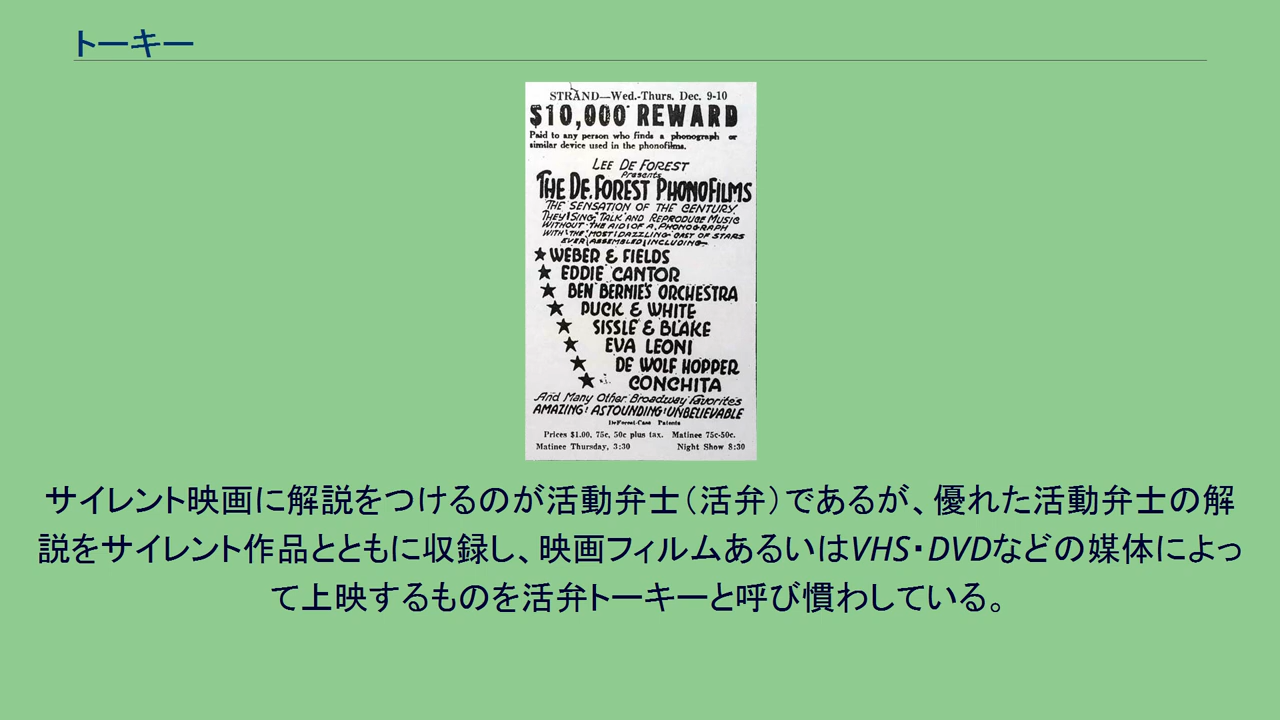 トーキー
STRAND—Wed.-Thurs. Dec. 9-10
$10,000 REWARD
Paid to any person who finds a phonograph or
similar device used in the phonofilms.
LEE DE FOREST
Presents
THE DE FOREST PHONOFILMS
THE SENSATION OF THE CENTURY.
THEY SING, TALK AND REPRODUCE MUSIC
WITHOUT THE AID OF A PHONOGRAPH
WITH THE MOST DAZZLING CAST OF STARS
EVER ASSEMBLED INCLUDING—
★ WEBER & FIELDS
★ EDDIE CANTOR
★ BEN BERNIE'S ORCHESTRA
★ PUCK & WHITE
★ SISSLE & BLAKE
★ EVA LEONI
★ DE WOLF HOPPER
★ CONCHITA
And Many Other Broadway Favorites
AMAZING! ASTOUNDING! UNBELIEVABLE
DeForest-Case Patents
Prices $1.00, 75c, 50c plus tax. Matinee 75c-50c.
Matinee Thursday, 3:30 Night Show 8:30
サイレント映画に解説をつけるのが活動弁士（活弁）であるが、優れた活動弁士の解
説をサイレント作品とともに収録し、映画フィルムあるいはVHS・DVDなどの媒体によっ
て上映するものを活弁トーキーと呼び慣わしている。